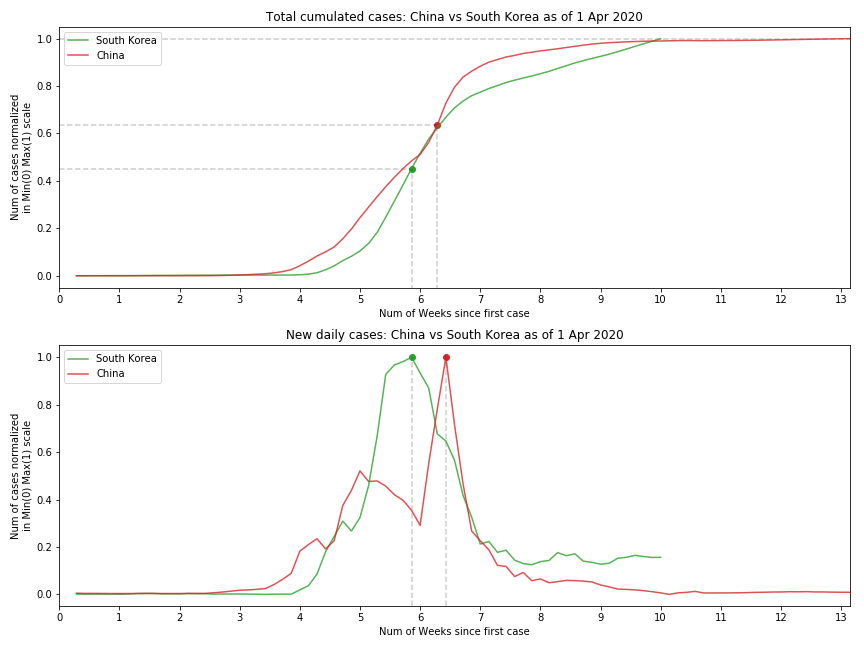 Total cumulated cases: China vs South Korea as of 1 Apr 2020
Num of cases normalized
in Min(0) Max(1) scale
1.0
0.8
0.6
0.4
0.2
0.0
South Korea
China
0 1 2 3 4 5 6 7 8 9 10 11 12 13
Num of Weeks since first case
New daily cases: China vs South Korea as of 1 Apr 2020
Num of cases normalized
in Min(0) Max(1) scale
1.0
0.8
0.6
0.4
0.2
0.0
South Korea
China
0 1 2 3 4 5 6 7 8 9 10 11 12 13
Num of Weeks since first case